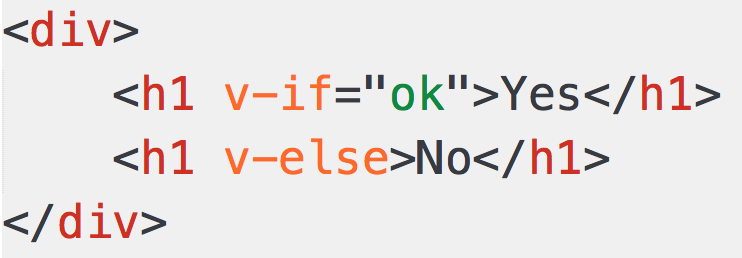 <div>
    <h1 v-if="ok">Yes</h1>
    <h1 v-else>No</h1>
</div>